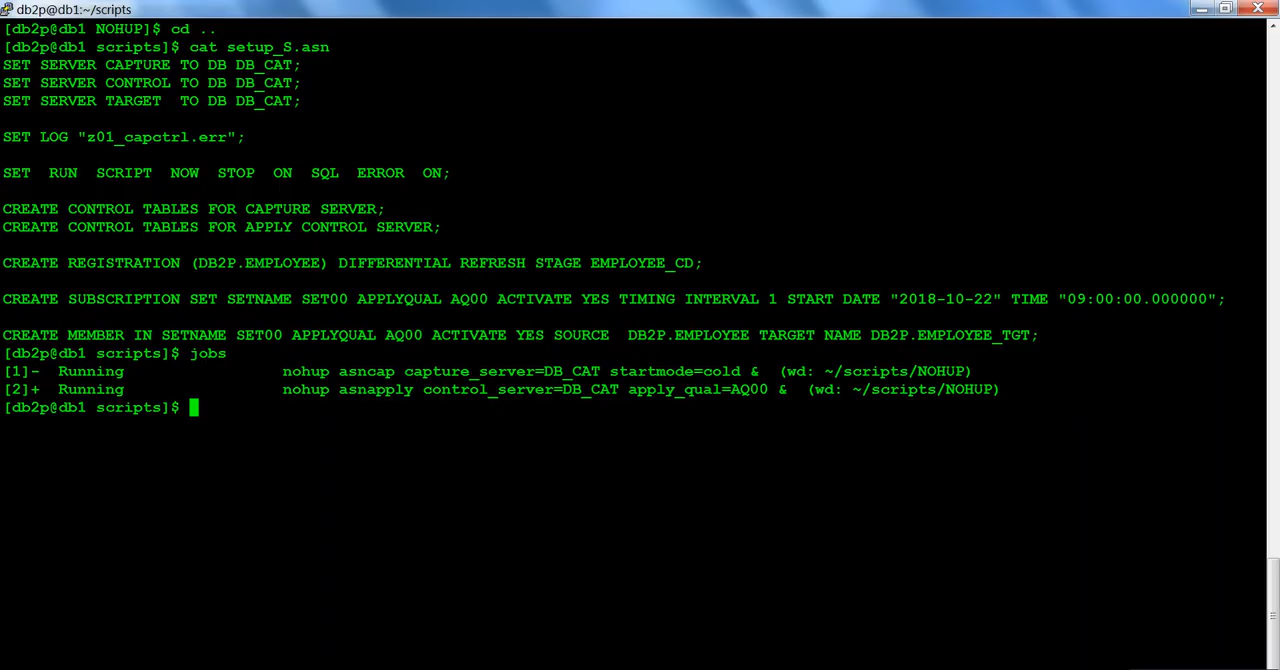 db2p@db1:~/scripts
[db2p@db1 NOHUP]$ cd ..
[db2p@db1 scripts]$ cat setup_S.asn
SET SERVER CAPTURE TO DB DB_CAT;
SET SERVER CONTROL TO DB DB_CAT;
SET SERVER TARGET  TO DB DB_CAT;
SET LOG "z01_capctrl.err";
SET  RUN  SCRIPT  NOW  STOP  ON  SQL  ERROR  ON;
CREATE CONTROL TABLES FOR CAPTURE SERVER;
CREATE CONTROL TABLES FOR APPLY CONTROL SERVER;
CREATE REGISTRATION (DB2P.EMPLOYEE) DIFFERENTIAL REFRESH STAGE EMPLOYEE_CD;
CREATE SUBSCRIPTION SET SETNAME SET00 APPLYQUAL AQ00 ACTIVATE YES TIMING INTERVAL 1 START DATE "2018-10-22" TIME "09:00:00.000000";
CREATE MEMBER IN SETNAME SET00 APPLYQUAL AQ00 ACTIVATE YES SOURCE  DB2P.EMPLOYEE TARGET NAME DB2P.EMPLOYEE_TGT;
[db2p@db1 scripts]$ jobs
[1]-  Running                 nohup asncap capture_server=DB_CAT startmode=cold &  (wd: ~/scripts/NOHUP)
[2]+  Running                 nohup asnapply control_server=DB_CAT apply_qual=AQ00 &  (wd: ~/scripts/NOHUP)
[db2p@db1 scripts]$